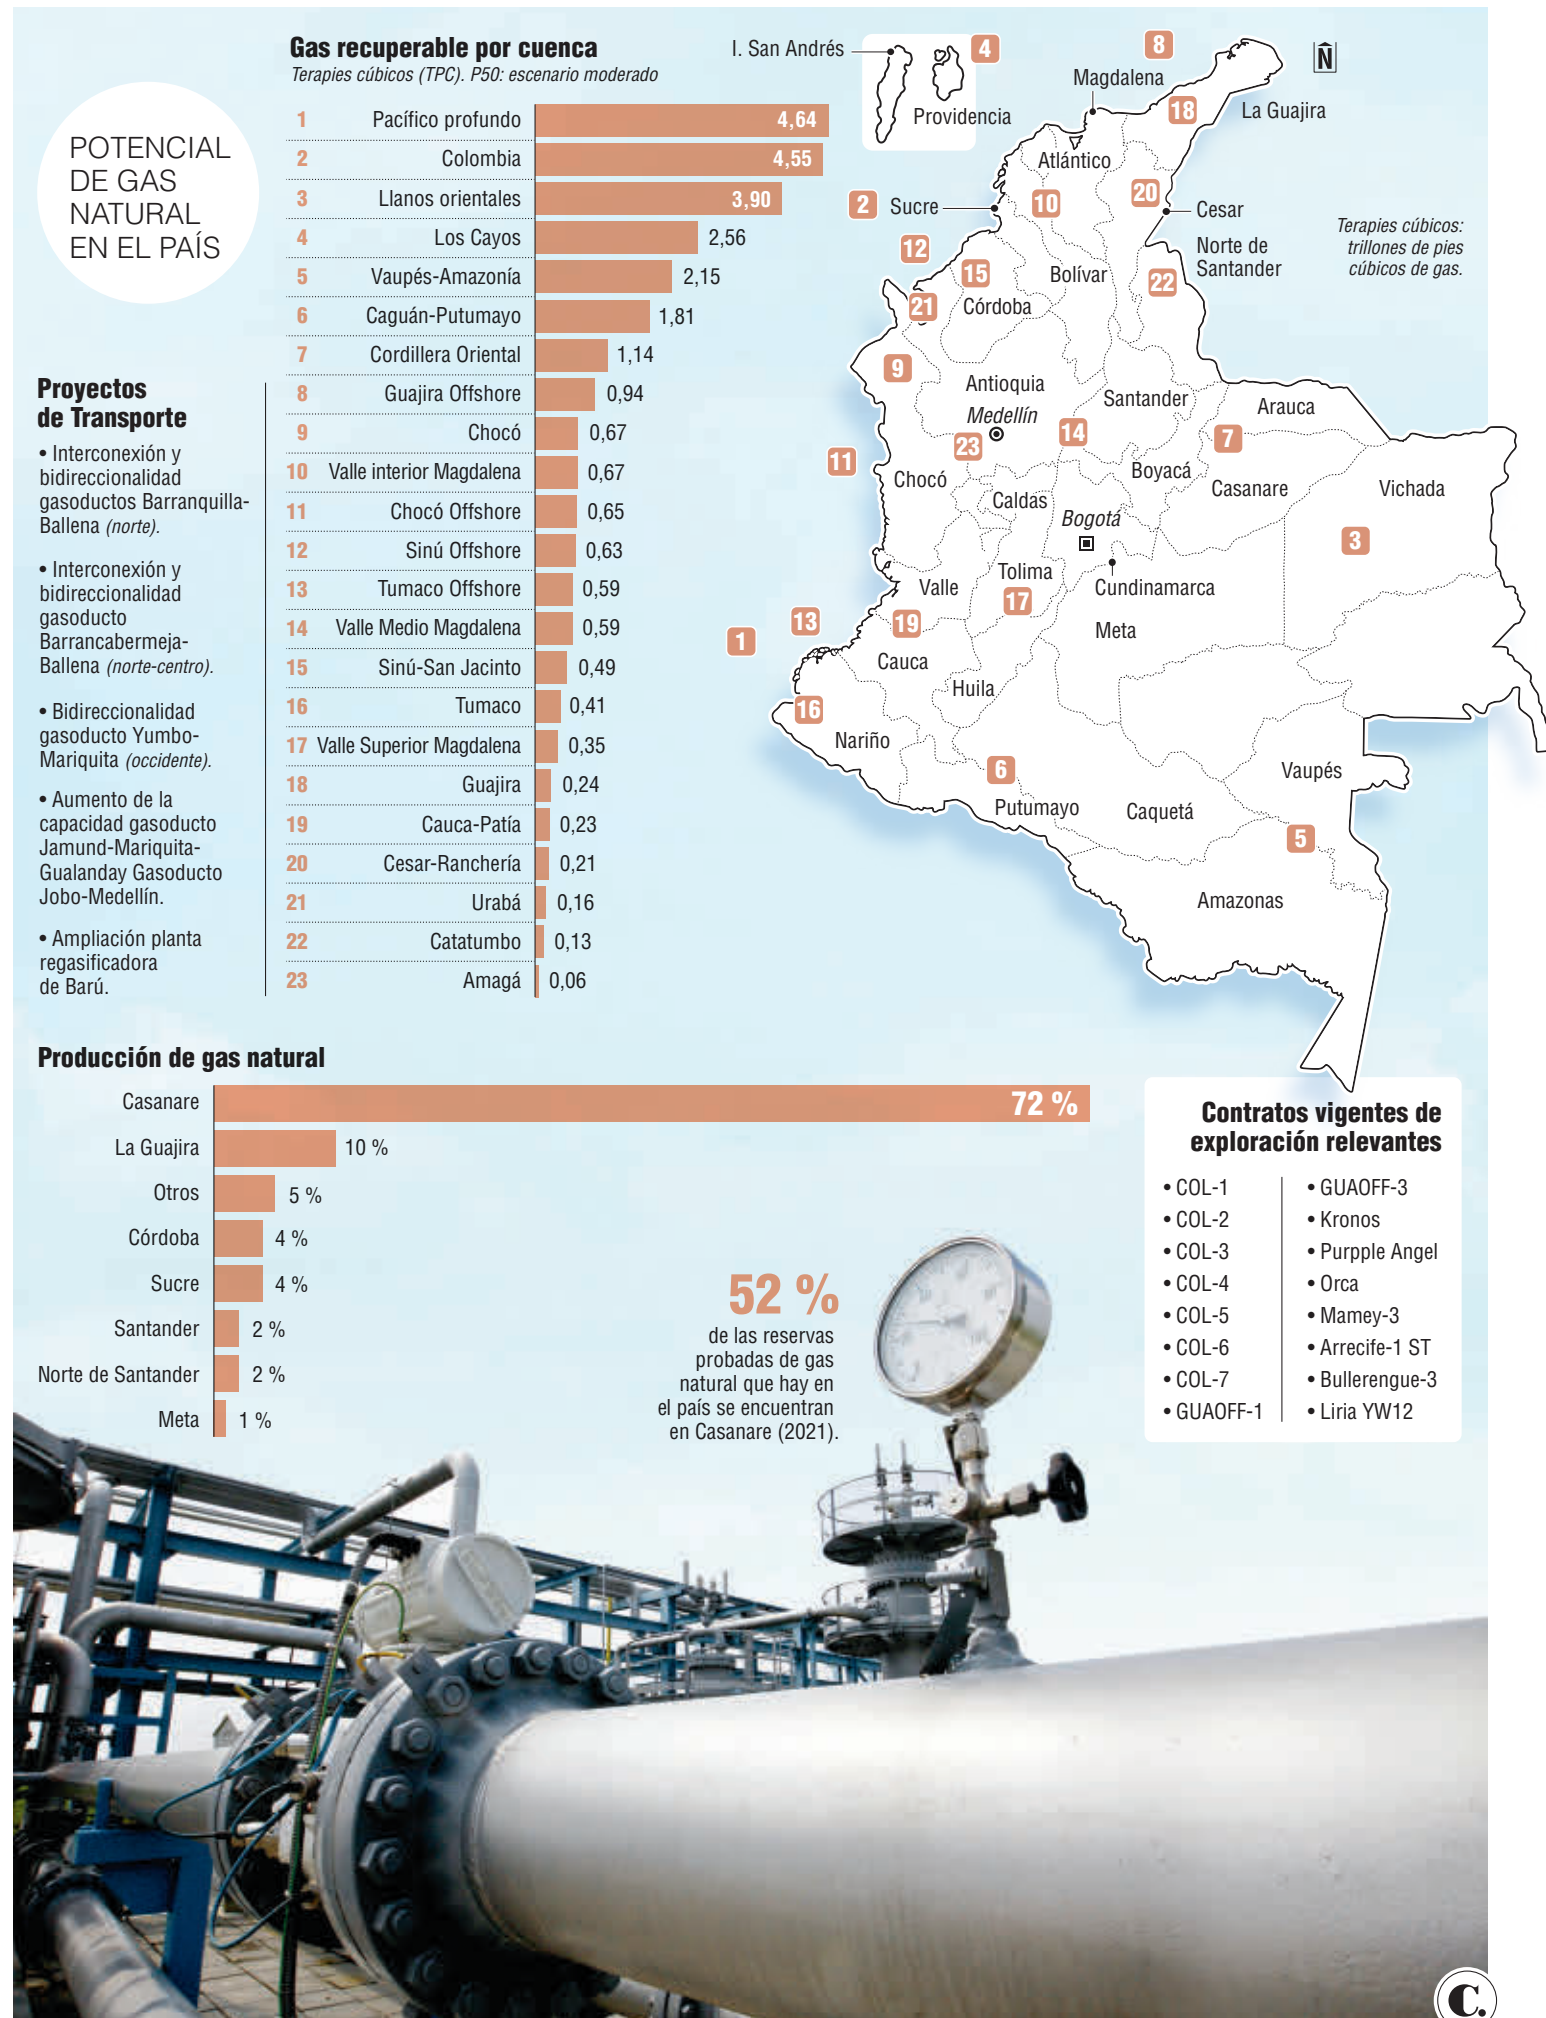 POTENCIAL
DE GAS
NATURAL
EN EL PAÍS
Gas recuperable por cuenca
Terapies cúbicos (TPC). P50: escenario moderado
1 Pacífico profundo 4,64
2 Colombia 4,55
3 Llanos orientales 3,90
4 Los Cayos 2,56
5 Vaupés-Amazonía 2,15
6 Caguán-Putumayo 1,81
7 Cordillera Oriental 1,14
8 Guajira Offshore 0,94
9 Chocó 0,67
10 Valle interior Magdalena 0,67
11 Chocó Offshore 0,65
12 Sinú Offshore 0,63
13 Tumaco Offshore 0,59
14 Valle Medio Magdalena 0,59
15 Sinú-San Jacinto 0,49
16 Tumaco 0,41
17 Valle Superior Magdalena 0,35
18 Guajira 0,24
19 Cauca-Patía 0,23
20 Cesar-Ranchería 0,21
21 Urabá 0,16
22 Catatumbo 0,13
23 Amagá 0,06
Proyectos
de Transporte
• Interconexión y
bidireccionalidad
gasoductos Barranquilla-
Ballena (norte).
• Interconexión y
bidireccionalidad
gasoducto
Barrancabermeja-
Ballena (norte-centro).
• Bidireccionalidad
gasoducto Yumbo-
Mariquita (occidente).
• Aumento de la
capacidad gasoducto
Jamund-Mariquita-
Gualanday Gasoducto
Jobo-Medellín.
• Ampliación planta
regasificadora
de Barú.
I. San Andrés
4
Providencia
8
Magdalena
N
18
La Guajira
Atlántico
2 Sucre
10
20
Cesar
Terapies cúbicos:
trillones de pies
cúbicos de gas.
12
Norte de
Santander
15
Bolívar
22
21
Córdoba
9
Antioquia
Santander
Arauca
Medellín
23
14
7
11
Chocó
Boyacá
Caldas
Casanare
Vichada
Bogotá
3
Tolima
Valle
Cundinamarca
17
13
19
1
Meta
Cauca
Huila
16
Nariño
6
Vaupés
Putumayo
Caquetá
5
Amazonas
Producción de gas natural
Casanare 72 %
La Guajira 10 %
Otros 5 %
Córdoba 4 %
Sucre 4 %
Santander 2 %
Norte de Santander 2 %
Meta 1 %
52 %
de las reservas
probadas de gas
natural que hay en
el país se encuentran
en Casanare (2021).
Contratos vigentes de
exploración relevantes
• COL-1
• COL-2
• COL-3
• COL-4
• COL-5
• COL-6
• COL-7
• GUAOFF-1
• GUAOFF-3
• Kronos
• Purpple Angel
• Orca
• Mamey-3
• Arrecife-1 ST
• Bullerengue-3
• Liria YW12
C.